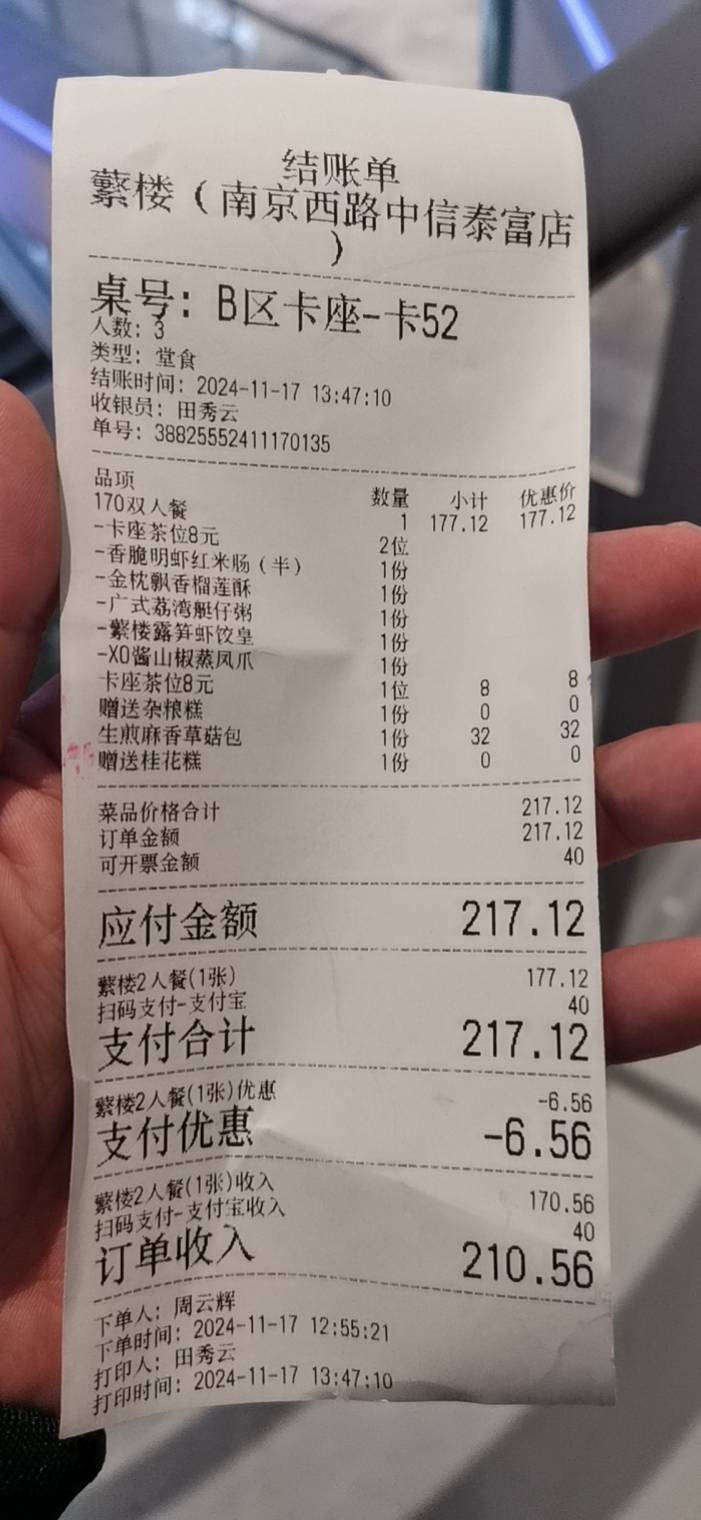 结账单
蘩楼（南京西路中信泰富店
）
桌号: B区卡座-卡52
人数: 3
类型: 堂食
结账时间: 2024-11-17 13:47:10
收银员: 田秀云
单号: 38825552411170135
品项 数量 小计 优惠价
170双人餐 1 177.12 177.12
-卡座茶位8元 2位
-香脆明虾红米肠（半） 1份
-金枕飘香榴莲酥 1份
-广式荔湾艇仔粥 1份
-蘩楼露笋虾饺皇 1份
-XO酱山椒蒸凤爪 1份
卡座茶位8元 1位 8 8
赠送杂粮糕 1份 0 0
生煎麻香草菇包 1份 32 32
赠送桂花糕 1份 0 0
菜品价格合计 217.12
订单金额 217.12
可开票金额 40
应付金额 217.12
蘩楼2人餐(1张) 177.12
扫码支付-支付宝 40
支付合计 217.12
蘩楼2人餐(1张)优惠 -6.56
支付优惠 -6.56
蘩楼2人餐(1张)收入 170.56
扫码支付-支付宝收入 40
订单收入 210.56
下单人: 周云辉
下单时间: 2024-11-17 12:55:21
打印人: 田秀云
打印时间: 2024-11-17 13:47:10